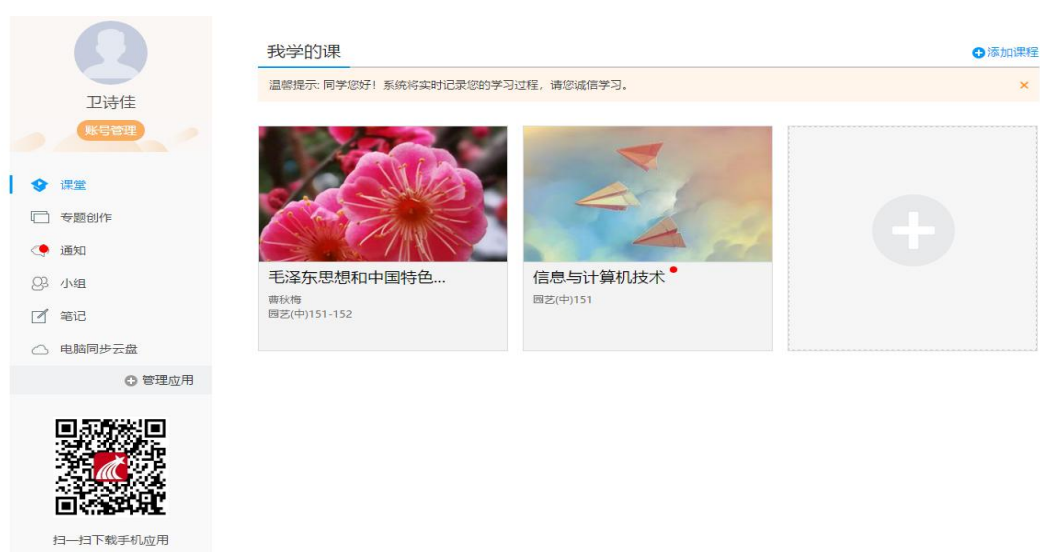 卫诗佳
账号管理
课堂
专题创作
通知
小组
笔记
电脑同步云盘
管理应用
扫一扫下载手机应用
我学的课
添加课程
温馨提示: 同学您好！系统将实时记录您的学习过程，请您诚信学习。
毛泽东思想和中国特色...
曹秋梅
园艺(中)151-152
信息与计算机技术
园艺(中)151